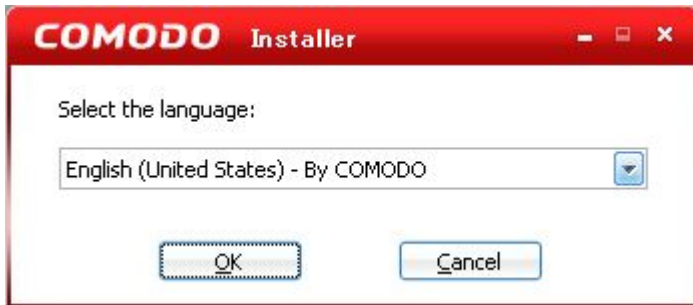 COMODO Installer
Select the language:
English (United States) - By COMODO
OK Cancel